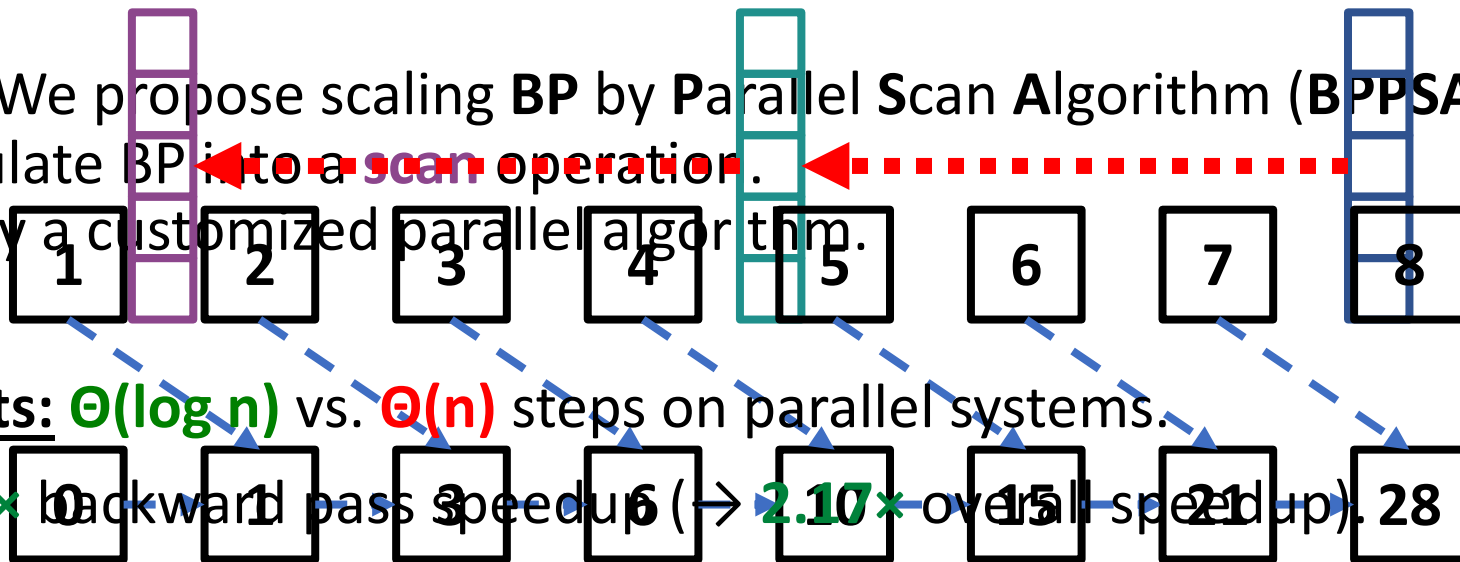 We propose scaling BP by Parallel Scan Algorithm (BPPSA
ulate BP into a scan operation.
y a customized parallel algorithm.
1 2 3 4 5 6 7 8
ts: Θ(log n) vs. Θ(n) steps on parallel systems.
× backward pass speedup (→ 2.17× overall speedup).
0 1 3 6 10 15 21 28